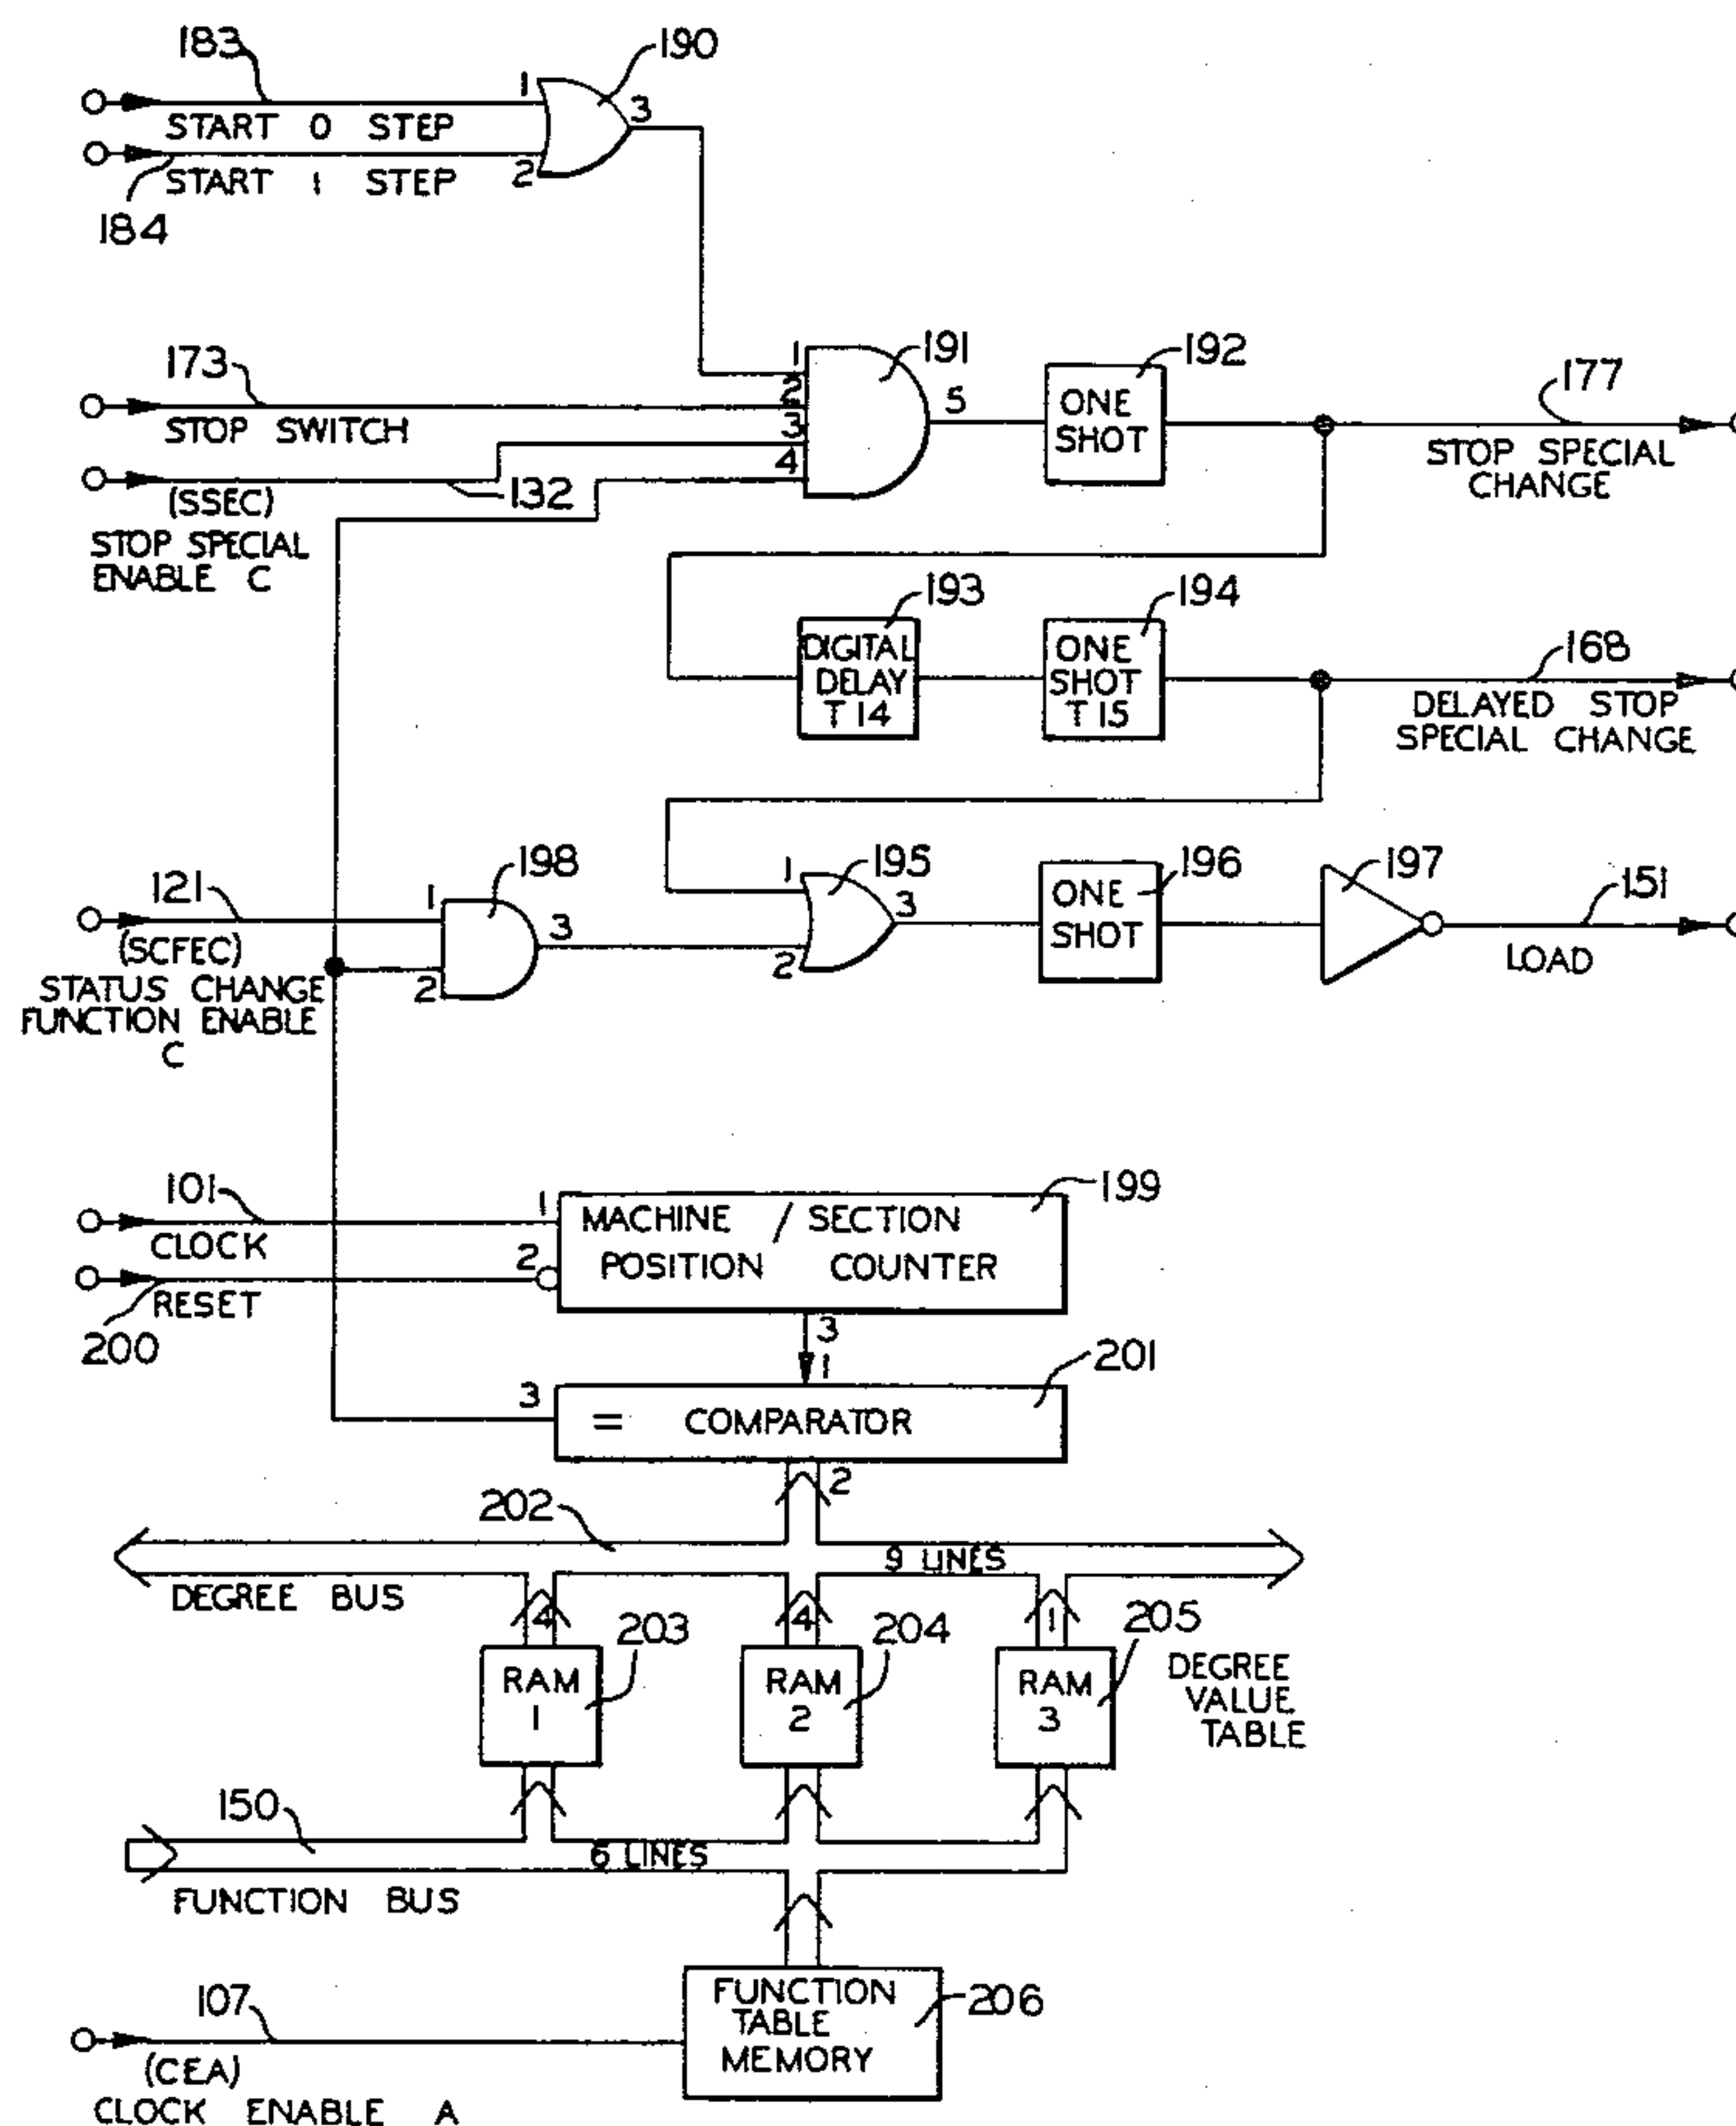 183
190
1
3
START 0 STEP
2
START 1 STEP
184
173
1
191
192
177
2
5
ONE
SHOT
STOP SWITCH
3
4
STOP SPECIAL
CHANGE
(SSEC)
132
STOP SPECIAL
ENABLE C
193
194
168
DIGITAL
DELAY
T 14
ONE
SHOT
T 15
DELAYED STOP
SPECIAL CHANGE
121
198
1
195
196
197
151
1
3
3
ONE
SHOT
(SCFEC)
2
2
LOAD
STATUS CHANGE
FUNCTION ENABLE
C
101
1
199
MACHINE / SECTION
POSITION COUNTER
CLOCK
2
RESET
200
3
1
201
3
= COMPARATOR
2
202
9 LINES
DEGREE BUS
4
203
4
204
1
205
RAM
1
RAM
2
RAM
3
DEGREE
VALUE
TABLE
150
6 LINES
FUNCTION BUS
107
FUNCTION
TABLE
MEMORY
206
(CEA)
CLOCK ENABLE A